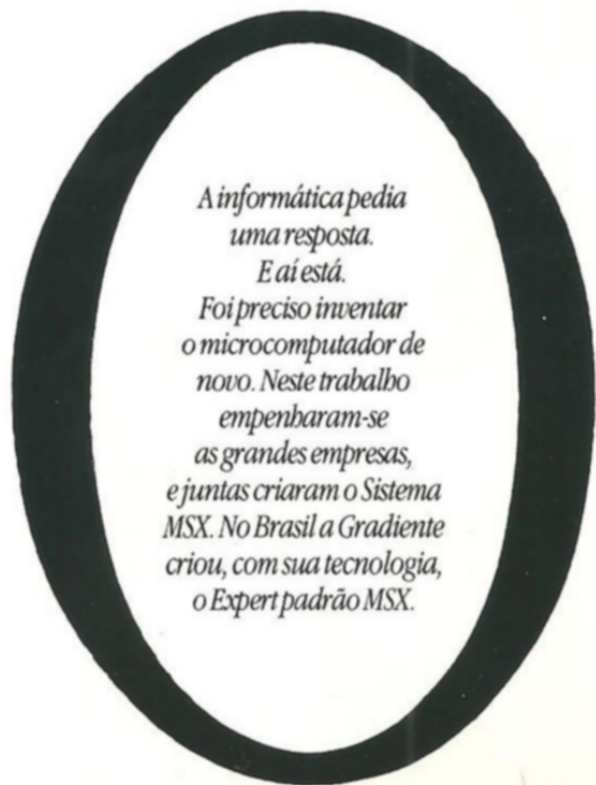 O
A informática pedia
uma resposta.
E aí está.
Foi preciso inventar
o microcomputador de
novo. Neste trabalho
empenharam-se
as grandes empresas,
e juntas criaram o Sistema
MSX. No Brasil a Gradiente
criou, com sua tecnologia,
o Expert padrão MSX.